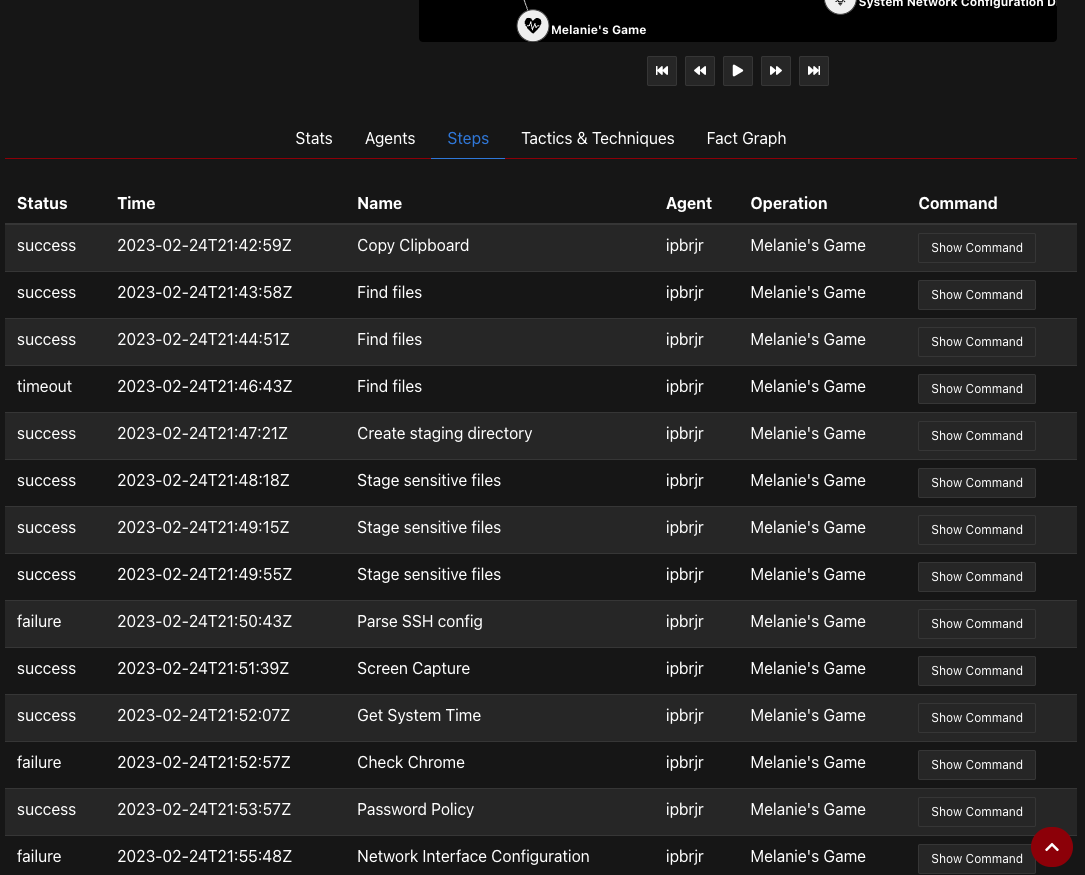 System Network Configuration D
Melanie's Game
Stats Agents Steps Tactics & Techniques Fact Graph
Status Time Name Agent Operation Command
success 2023-02-24T21:42:59Z Copy Clipboard ipbrjr Melanie's Game Show Command
success 2023-02-24T21:43:58Z Find files ipbrjr Melanie's Game Show Command
success 2023-02-24T21:44:51Z Find files ipbrjr Melanie's Game Show Command
timeout 2023-02-24T21:46:43Z Find files ipbrjr Melanie's Game Show Command
success 2023-02-24T21:47:21Z Create staging directory ipbrjr Melanie's Game Show Command
success 2023-02-24T21:48:18Z Stage sensitive files ipbrjr Melanie's Game Show Command
success 2023-02-24T21:49:15Z Stage sensitive files ipbrjr Melanie's Game Show Command
success 2023-02-24T21:49:55Z Stage sensitive files ipbrjr Melanie's Game Show Command
failure 2023-02-24T21:50:43Z Parse SSH config ipbrjr Melanie's Game Show Command
success 2023-02-24T21:51:39Z Screen Capture ipbrjr Melanie's Game Show Command
success 2023-02-24T21:52:07Z Get System Time ipbrjr Melanie's Game Show Command
failure 2023-02-24T21:52:57Z Check Chrome ipbrjr Melanie's Game Show Command
success 2023-02-24T21:53:57Z Password Policy ipbrjr Melanie's Game Show Command
failure 2023-02-24T21:55:48Z Network Interface Configuration ipbrjr Melanie's Game Show Command